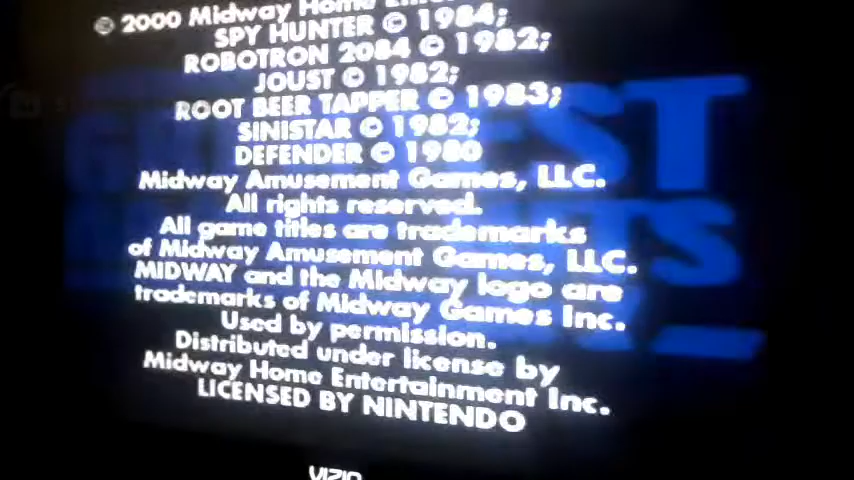 © 2000 Midway Home
SPY HUNTER © 1984;
ROBOTRON 2084 © 1982;
JOUST © 1982;
ROOT BEER TAPPER © 1983;
SINISTAR © 1982;
DEFENDER © 1980
Midway Amusement Games, LLC.
All rights reserved.
All game titles are trademarks
of Midway Amusement Games, LLC.
MIDWAY and the Midway logo are
trademarks of Midway Games Inc.
Used by permission.
Distributed under license by
Midway Home Entertainment Inc.
LICENSED BY NINTENDO
VIZIO